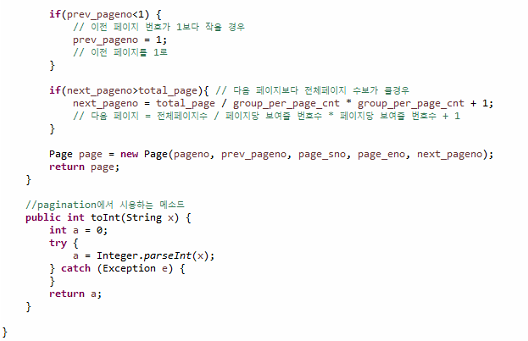 if(prev_pageno<1) {
// 이전 페이지 번호가 1보다 작을 경우
prev_pageno = 1;
// 이전 페이지를 1로
}
if(next_pageno>total_page){ // 다음 페이지보다 전체페이지 수보가 클경우
next_pageno = total_page / group_per_page_cnt * group_per_page_cnt + 1;
// 다음 페이지 = 전체페이지수 / 페이지당 보여줄 번호수 * 페이지당 보여줄 번호수 + 1
}
Page page = new Page(pageno, prev_pageno, page_sno, page_eno, next_pageno);
return page;
}
//pagination에서 시용하는 메소드
public int toInt(String x) {
int a = 0;
try {
a = Integer.parseInt(x);
} catch (Exception e) {
}
return a;
}
}